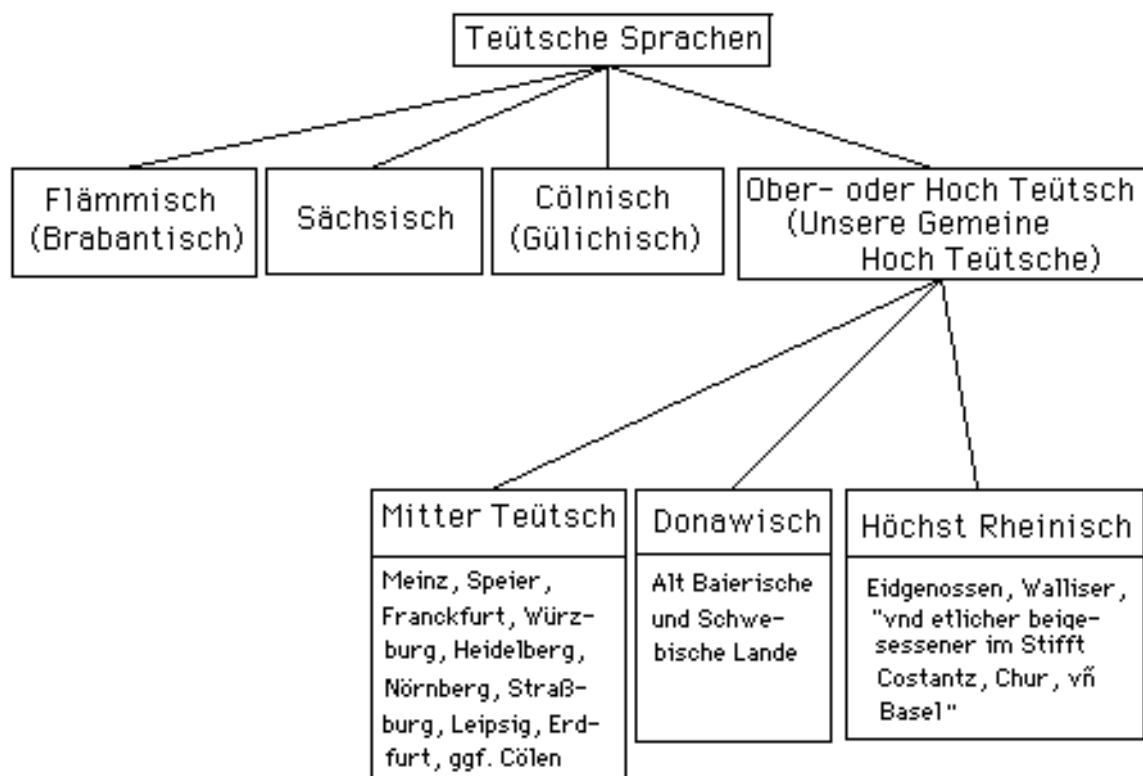 Teütsche Sprachen
Flämmisch
(Brabantisch)
Sächsisch
Cölnisch
(Gülichisch)
Ober- oder Hoch Teütsch
(Unsere Gemeine
Hoch Teütsche)
Mitter Teütsch
Meinz, Speier,
Franckfurt, Würz-
burg, Heidelberg,
Nörnberg, Straß-
burg, Leipsig, Erd-
furt, ggf. Cölen
Donawisch
Alt Baierische
und Schwe-
bische Lande
Höchst Rheinisch
Eidgenossen, Walliser,
"vnd etlicher beige-
sessener im Stifft
Costantz, Chur, vñ
Basel"